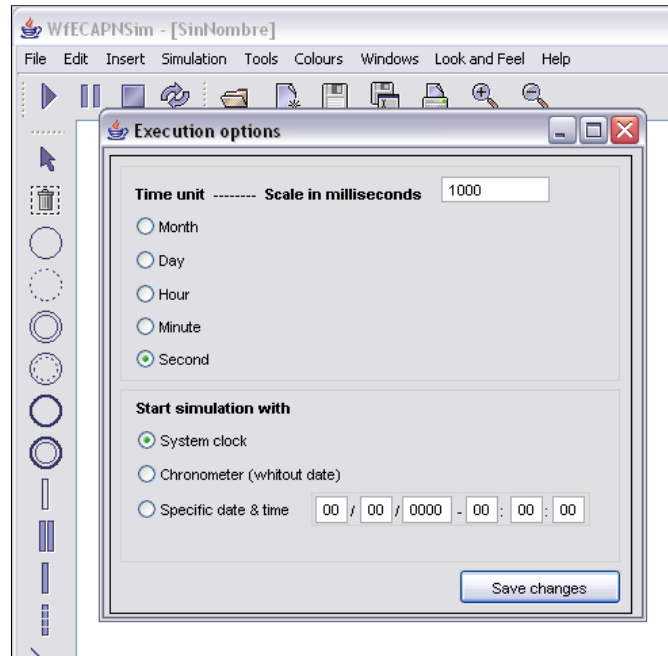 WfECAPNSim - [SinNombre]
File Edit Insert Simulation Tools Colours Windows Look and Feel Help
Execution options
Time unit -------- Scale in milliseconds 1000
Month
Day
Hour
Minute
Second
Start simulation with
System clock
Chronometer (whitout date)
Specific date & time 00 / 00 / 0000 - 00 : 00 : 00
Save changes